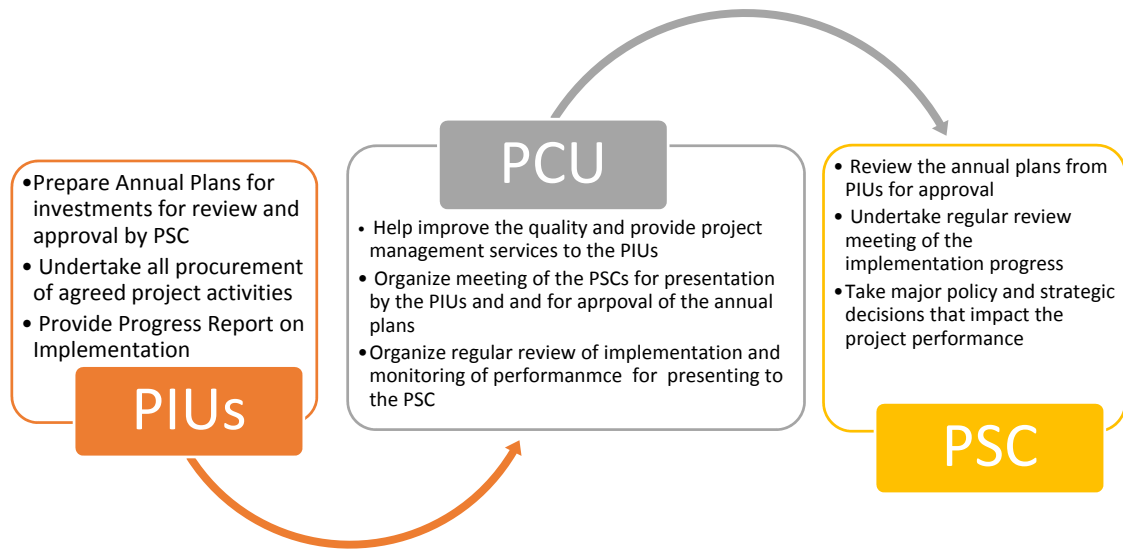 •Prepare Annual Plans for
investments for review and
approval by PSC
• Undertake all procurement
of agreed project activities
• Provide Progress Report on
Implementation
PIUs
PCU
• Help improve the quality and provide project
management services to the PIUs
• Organize meeting of the PSCs for presentation
by the PIUs and and for aprpoval of the annual
plans
•Organize regular review of implementation and
monitoring of performanmce for presenting to
the PSC
• Review the annual plans from
PIUs for approval
• Undertake regular review
meeting of the
implementation progress
•Take major policy and strategic
decisions that impact the
project performance
PSC